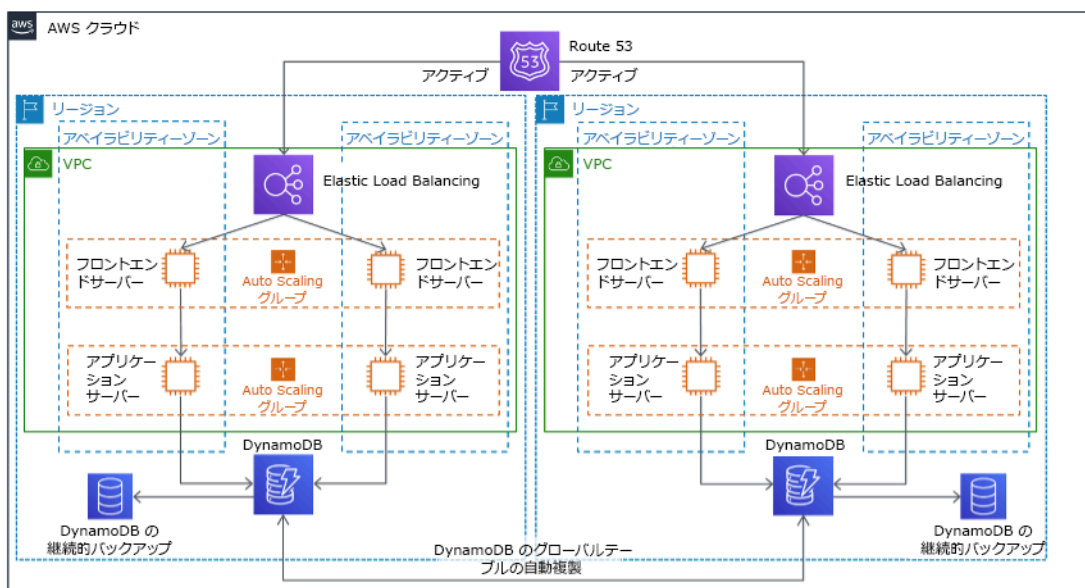 aws
AWS クラウド
Route 53
53
アクティブ
アクティブ
リージョン
アベイラビリティーゾーン
アベイラビリティーゾーン
VPC
Elastic Load Balancing
フロントエン
ドサーバー
Auto Scaling
グループ
フロントエン
ドサーバー
アプリケー
ション
サーバー
Auto Scaling
グループ
アプリケー
ション
サーバー
DynamoDB
DynamoDB の
継続的バックアップ
リージョン
アベイラビリティーゾーン
アベイラビリティーゾーン
VPC
Elastic Load Balancing
フロントエン
ドサーバー
Auto Scaling
グループ
フロントエン
ドサーバー
アプリケー
ション
サーバー
Auto Scaling
グループ
アプリケー
ション
サーバー
DynamoDB
DynamoDB の
継続的バックアップ
DynamoDB のグローバルテー
ブルの自動複製